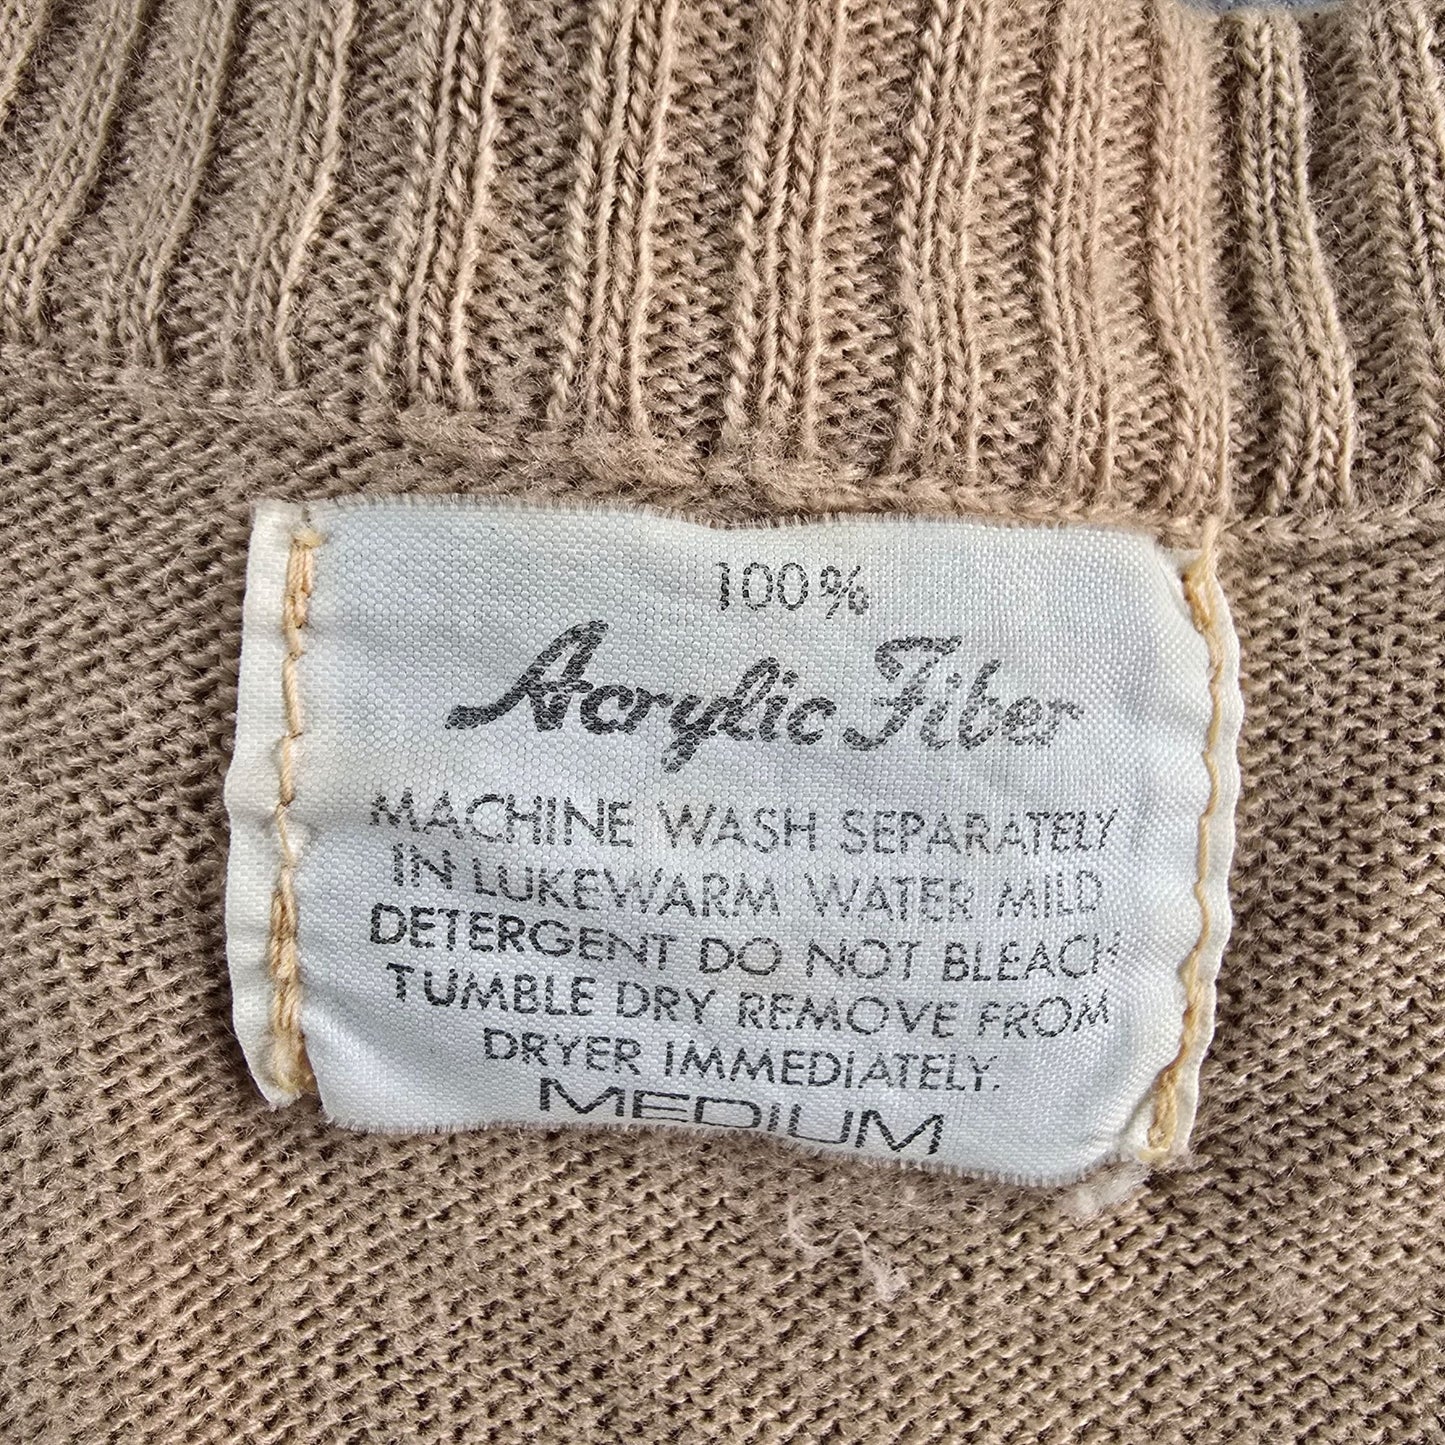 100%
Acrylic Fiber
MACHINE WASH SEPARATELY
IN LUKEWARM WATER MILD
DETERGENT DO NOT BLEACH
TUMBLE DRY REMOVE FROM
DRYER IMMEDIATELY.
MEDIUM